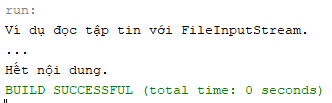 run:
Ví dụ đọc tập tin với FileInputStream.
...
Hết nội dung.
BUILD SUCCESSFUL (total time: 0 seconds)